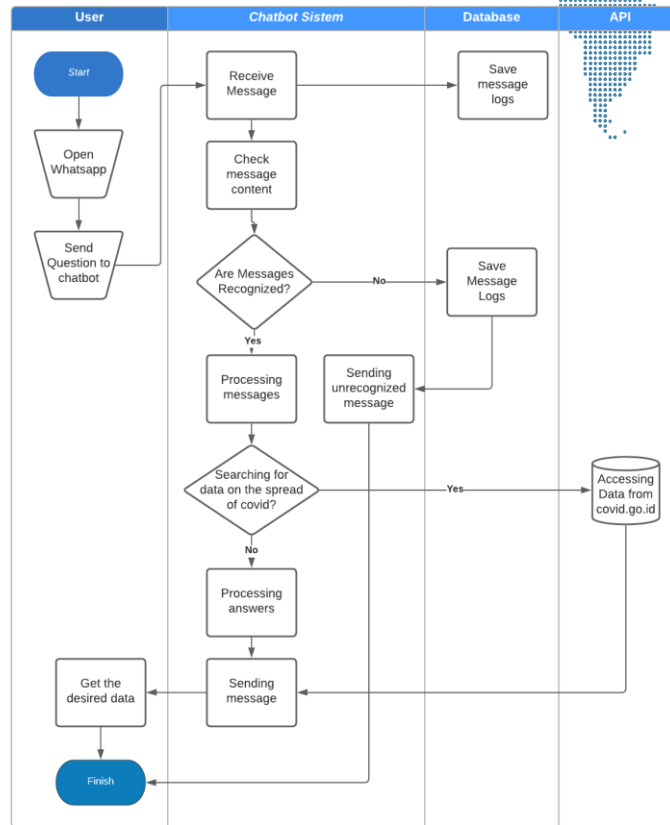 User
Chatbot Sistem
Database
API
Start
Receive
Message
Save
message
logs
Open
Whatsapp
Check
message
content
Send
Question to
chatbot
Are Messages
Recognized?
No
Save
Message
Logs
Yes
Processing
messages
Sending
unrecognized
message
Searching for
data on the spread
of covid?
Yes
Accessing
Data from
covid.go.id
No
Processing
answers
Get the
desired data
Sending
message
Finish